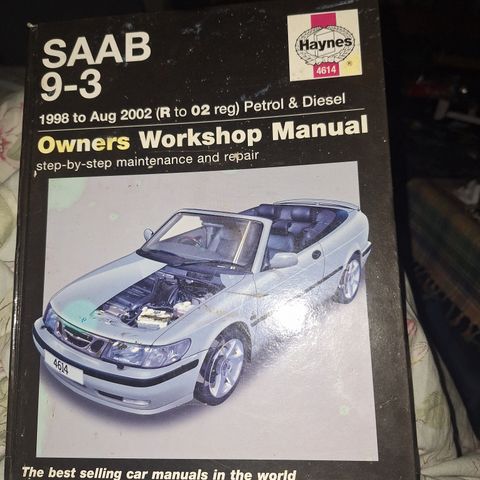 SAAB
9-3
Haynes
4614
1998 to Aug 2002 (R to 02 reg) Petrol & Diesel
Owners Workshop Manual
step-by-step maintenance and repair
4614
The best selling car manuals in the world